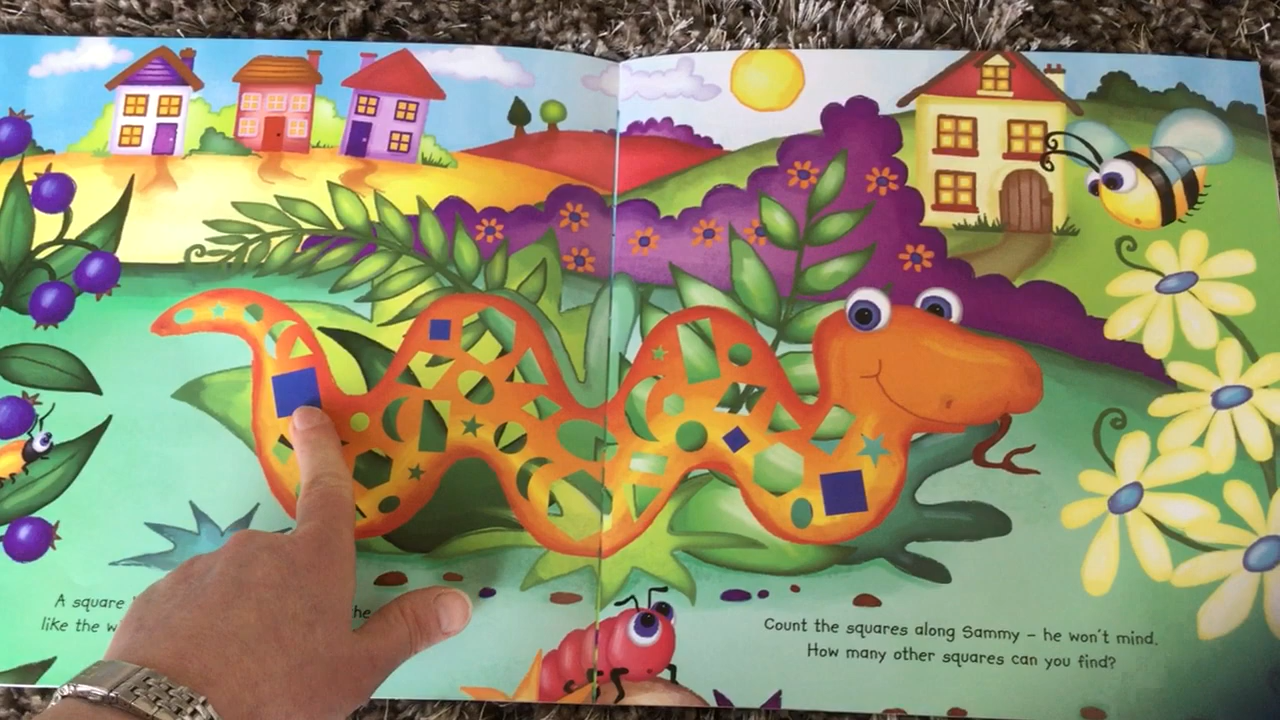 A square
like the w
the
Count the squares along Sammy – he won't mind.
How many other squares can you find?